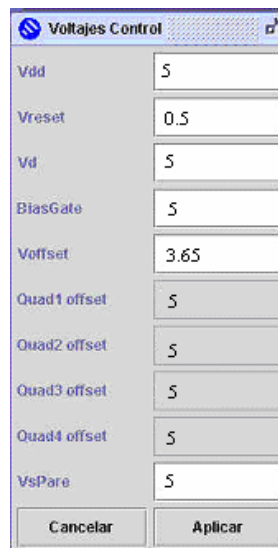 Voltajes Control
Vdd 5
Vreset 0.5
Vd 5
BiasGate 5
Voffset 3.65
Quad1 offset 5
Quad2 offset 5
Quad3 offset 5
Quad4 offset 5
VsPare 5
Cancelar Aplicar